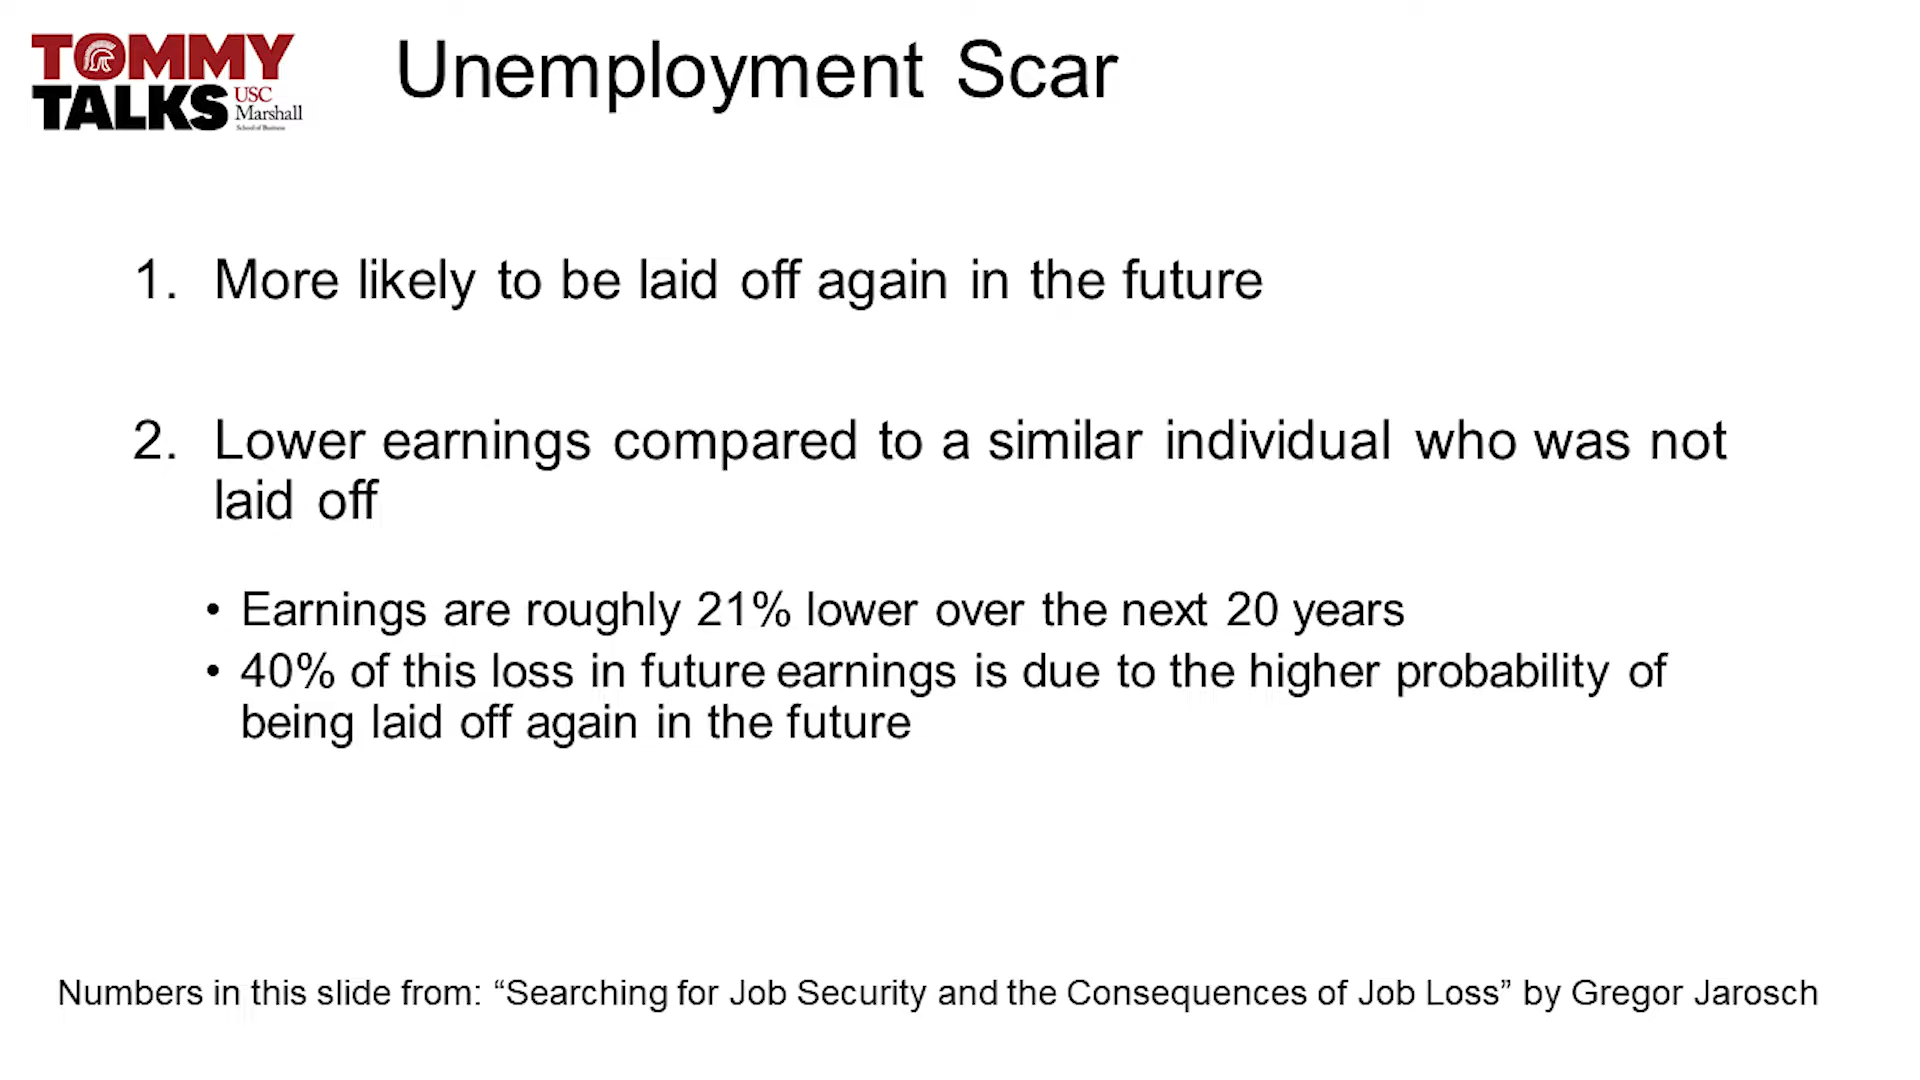 TOMMY
TALKS
USC
Marshall
School of Business
Unemployment Scar
1. More likely to be laid off again in the future
2. Lower earnings compared to a similar individual who was not
laid off
• Earnings are roughly 21% lower over the next 20 years
• 40% of this loss in future earnings is due to the higher probability of
being laid off again in the future
Numbers in this slide from: “Searching for Job Security and the Consequences of Job Loss” by Gregor Jarosch